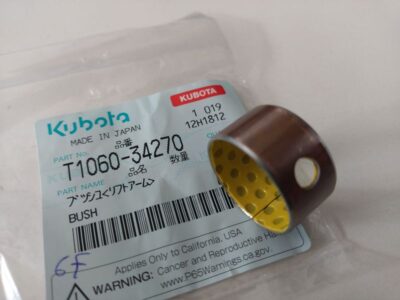 Kubota
KUBOTA
MADE IN JAPAN
1 019
12H1812
PART NO. 品番
T1060-34270
品名 数量
PART NAME
ブッシユ<リフトアーム>
BUSH
6F
Applies Only to California, USA
WARNING: Cancer and Reproductive
www.P65Warnings.ca.gov